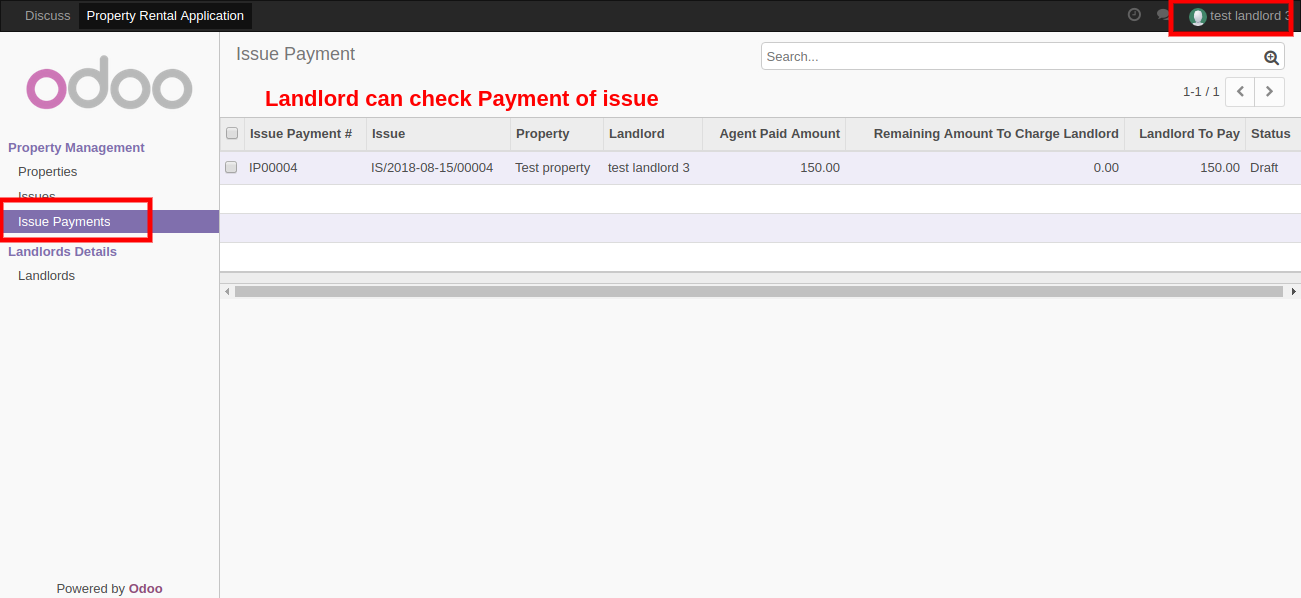 Discuss Property Rental Application test landlord 3
odoo
Issue Payment
Search...
Landlord can check Payment of issue
1-1 / 1
Property Management
Properties
Issues
Issue Payments
Landlords Details
Landlords
Issue Payment # Issue Property Landlord Agent Paid Amount Remaining Amount To Charge Landlord Landlord To Pay Status
IP00004 IS/2018-08-15/00004 Test property test landlord 3 150.00 0.00 150.00 Draft
Powered by Odoo